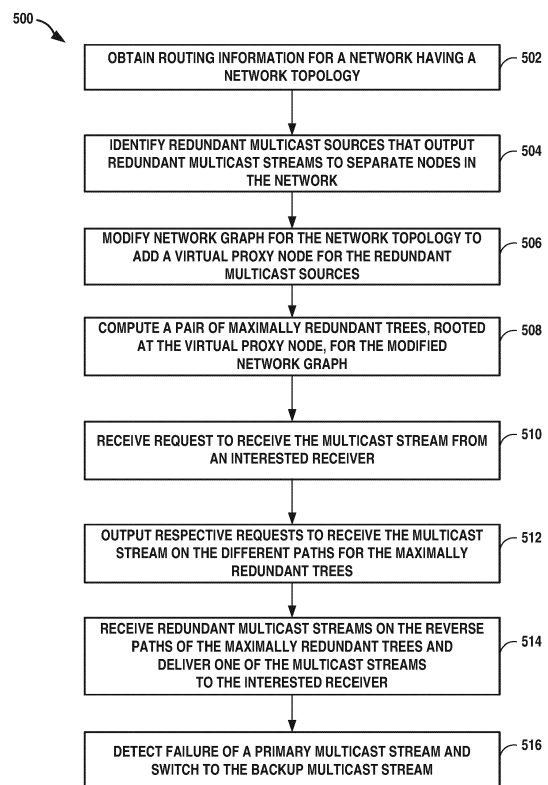 500
OBTAIN ROUTING INFORMATION FOR A NETWORK HAVING A
NETWORK TOPOLOGY
502
IDENTIFY REDUNDANT MULTICAST SOURCES THAT OUTPUT
REDUNDANT MULTICAST STREAMS TO SEPARATE NODES IN
THE NETWORK
504
MODIFY NETWORK GRAPH FOR THE NETWORK TOPOLOGY TO
ADD A VIRTUAL PROXY NODE FOR THE REDUNDANT
MULTICAST SOURCES
506
COMPUTE A PAIR OF MAXIMALLY REDUNDANT TREES, ROOTED
AT THE VIRTUAL PROXY NODE, FOR THE MODIFIED
NETWORK GRAPH
508
RECEIVE REQUEST TO RECEIVE THE MULTICAST STREAM FROM
AN INTERESTED RECEIVER
510
OUTPUT RESPECTIVE REQUESTS TO RECEIVE THE MULTICAST
STREAM ON THE DIFFERENT PATHS FOR THE MAXIMALLY
REDUNDANT TREES
512
RECEIVE REDUNDANT MULTICAST STREAMS ON THE REVERSE
PATHS OF THE MAXIMALLY REDUNDANT TREES AND
DELIVER ONE OF THE MULTICAST STREAMS
TO THE INTERESTED RECEIVER
514
DETECT FAILURE OF A PRIMARY MULTICAST STREAM AND
SWITCH TO THE BACKUP MULTICAST STREAM
516